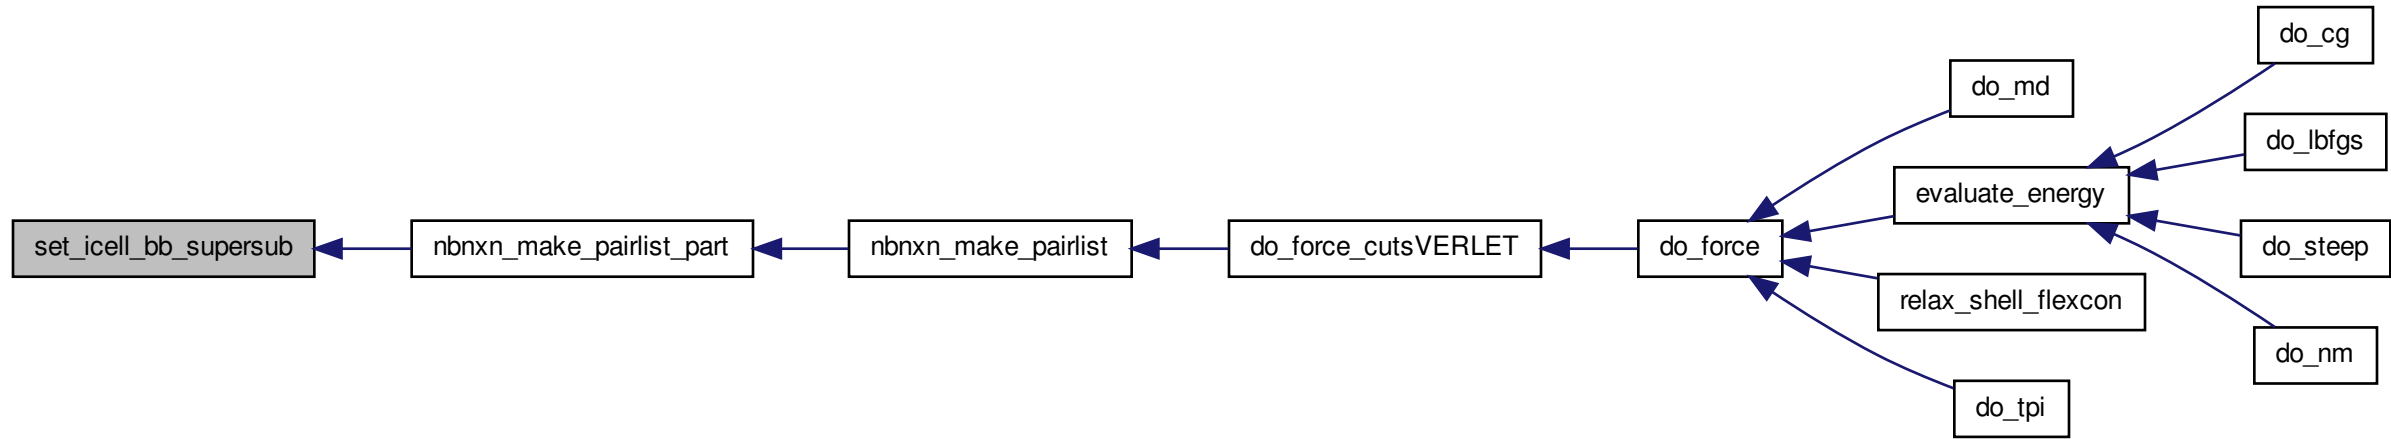 set_icell_bb_supersub
nbnxn_make_pairlist_part
nbnxn_make_pairlist
do_force_cutsVERLET
do_force
do_md
evaluate_energy
relax_shell_flexcon
do_tpi
do_cg
do_lbfgs
do_steep
do_nm